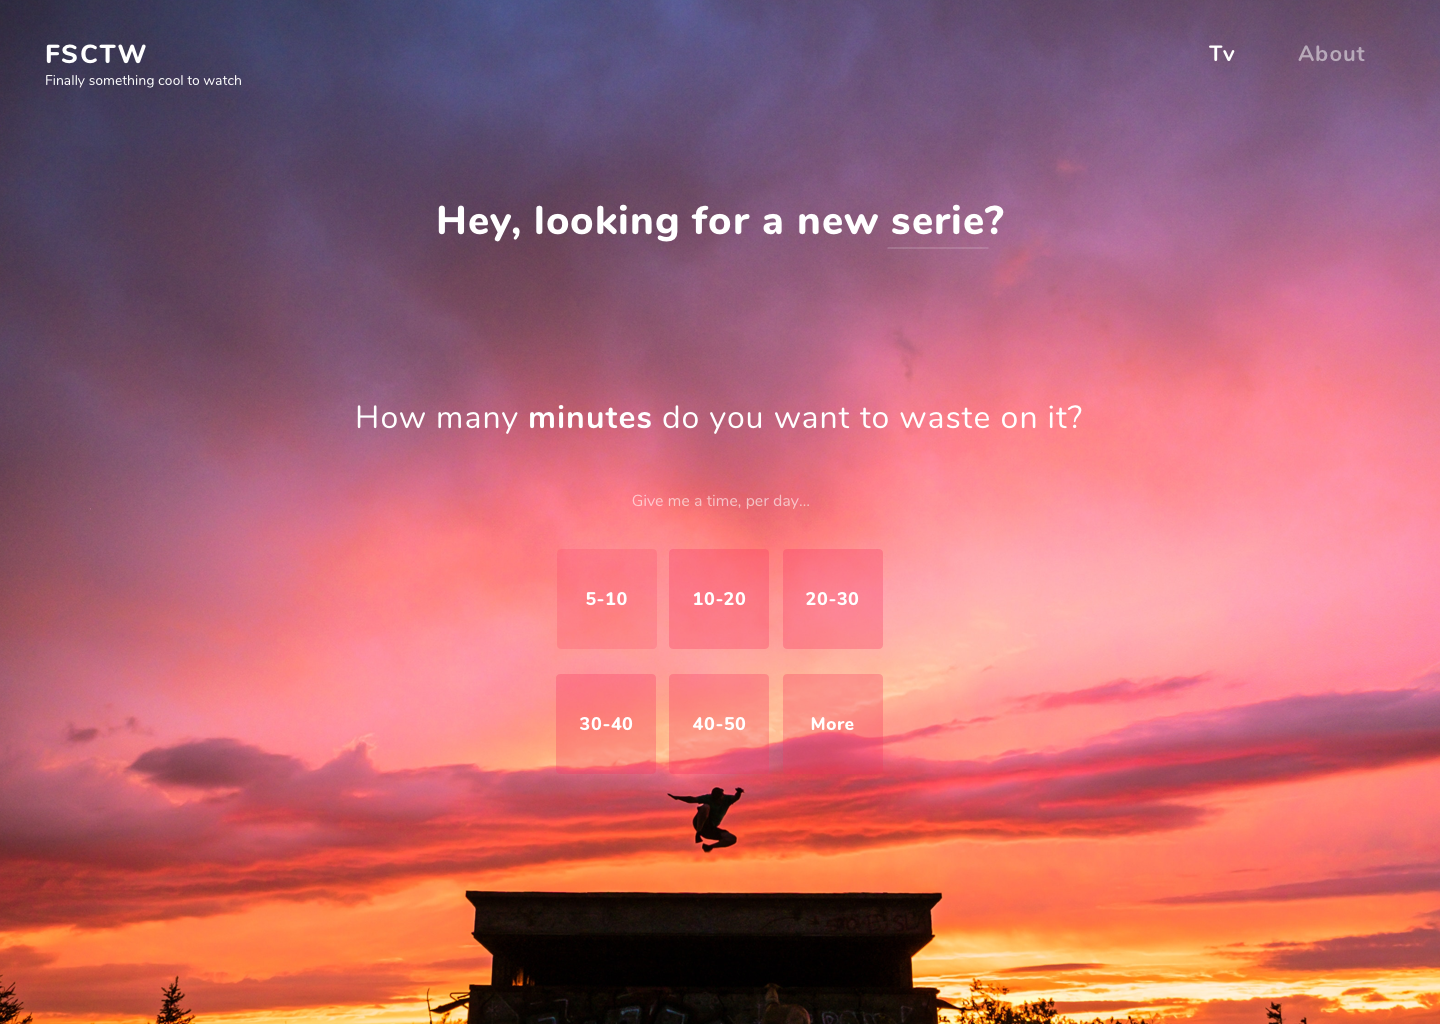 FSCTW
Finally something cool to watch
Tv
About
Hey, looking for a new serie?
How many minutes do you want to waste on it?
Give me a time, per day...
5-10
10-20
20-30
30-40
40-50
More